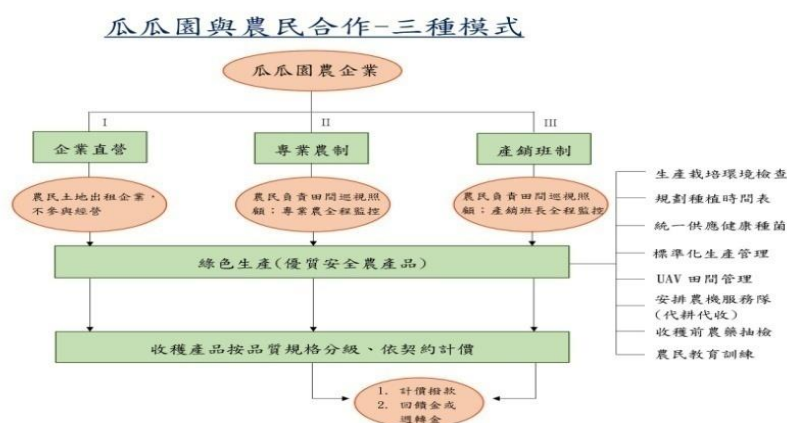 瓜瓜園與農民合作-三種模式
瓜瓜園農企業
I
II
III
企業直營
專業農制
產銷班制
農民土地出租企業，
不參與經營
農民負責田間巡視照
顧；專業農全程監控
農民負責田間巡視照
顧；產銷班長全程監控
綠色生產(優質安全農產品)
生產栽培環境檢查
規劃種植時間表
統一供應健康種苗
標準化生產管理
UAV 田間管理
安排農機服務隊
(代耕代收)
收穫前農藥抽檢
農民教育訓練
收穫產品按品質規格分級、依契約計價
1. 計價撥款
2. 回饋金或
週轉金